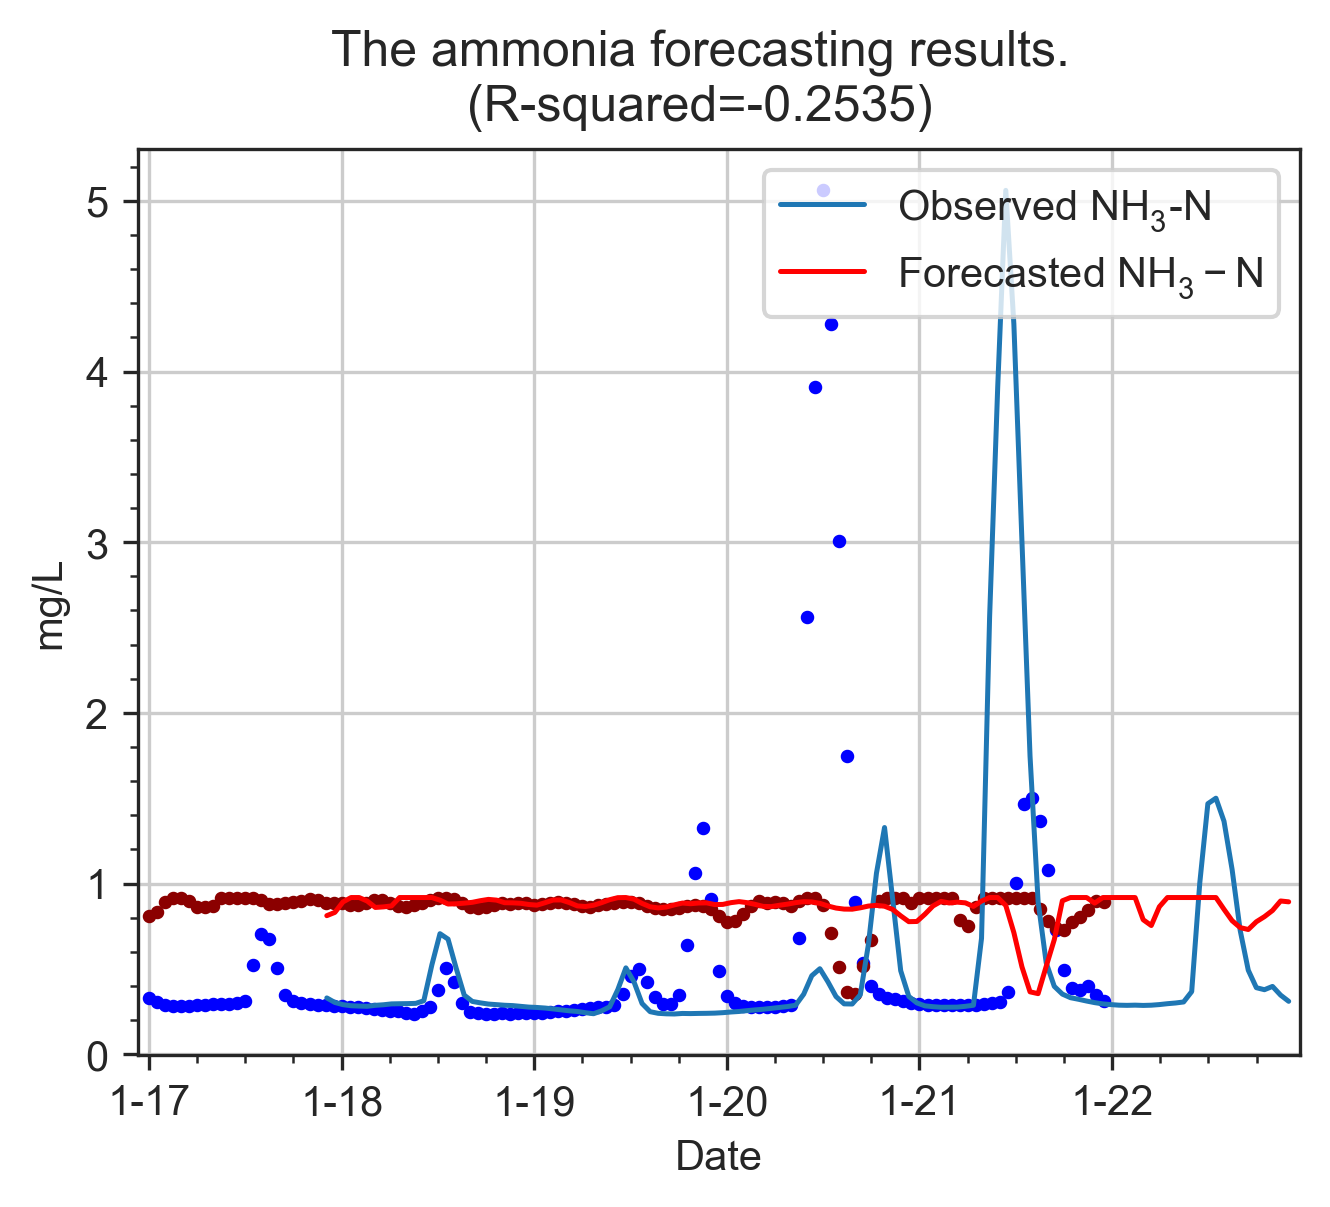 The ammonia forecasting results.
(R-squared=-0.2535)
Observed NH₃-N
Forecasted NH₃ − N
5
4
3
2
1
0
mg/L
1-17 1-18 1-19 1-20 1-21 1-22
Date